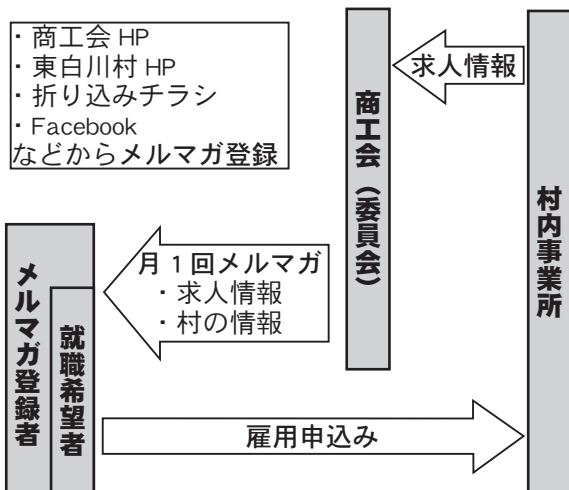 ・商工会 HP
・東白川村 HP
・折り込みチラシ
・Facebook
などからメルマガ登録
求人情報
商工会（委員会）
村内事業所
月 1 回メルマガ
・求人情報
・村の情報
メルマガ登録者
就職希望者
雇用申込み